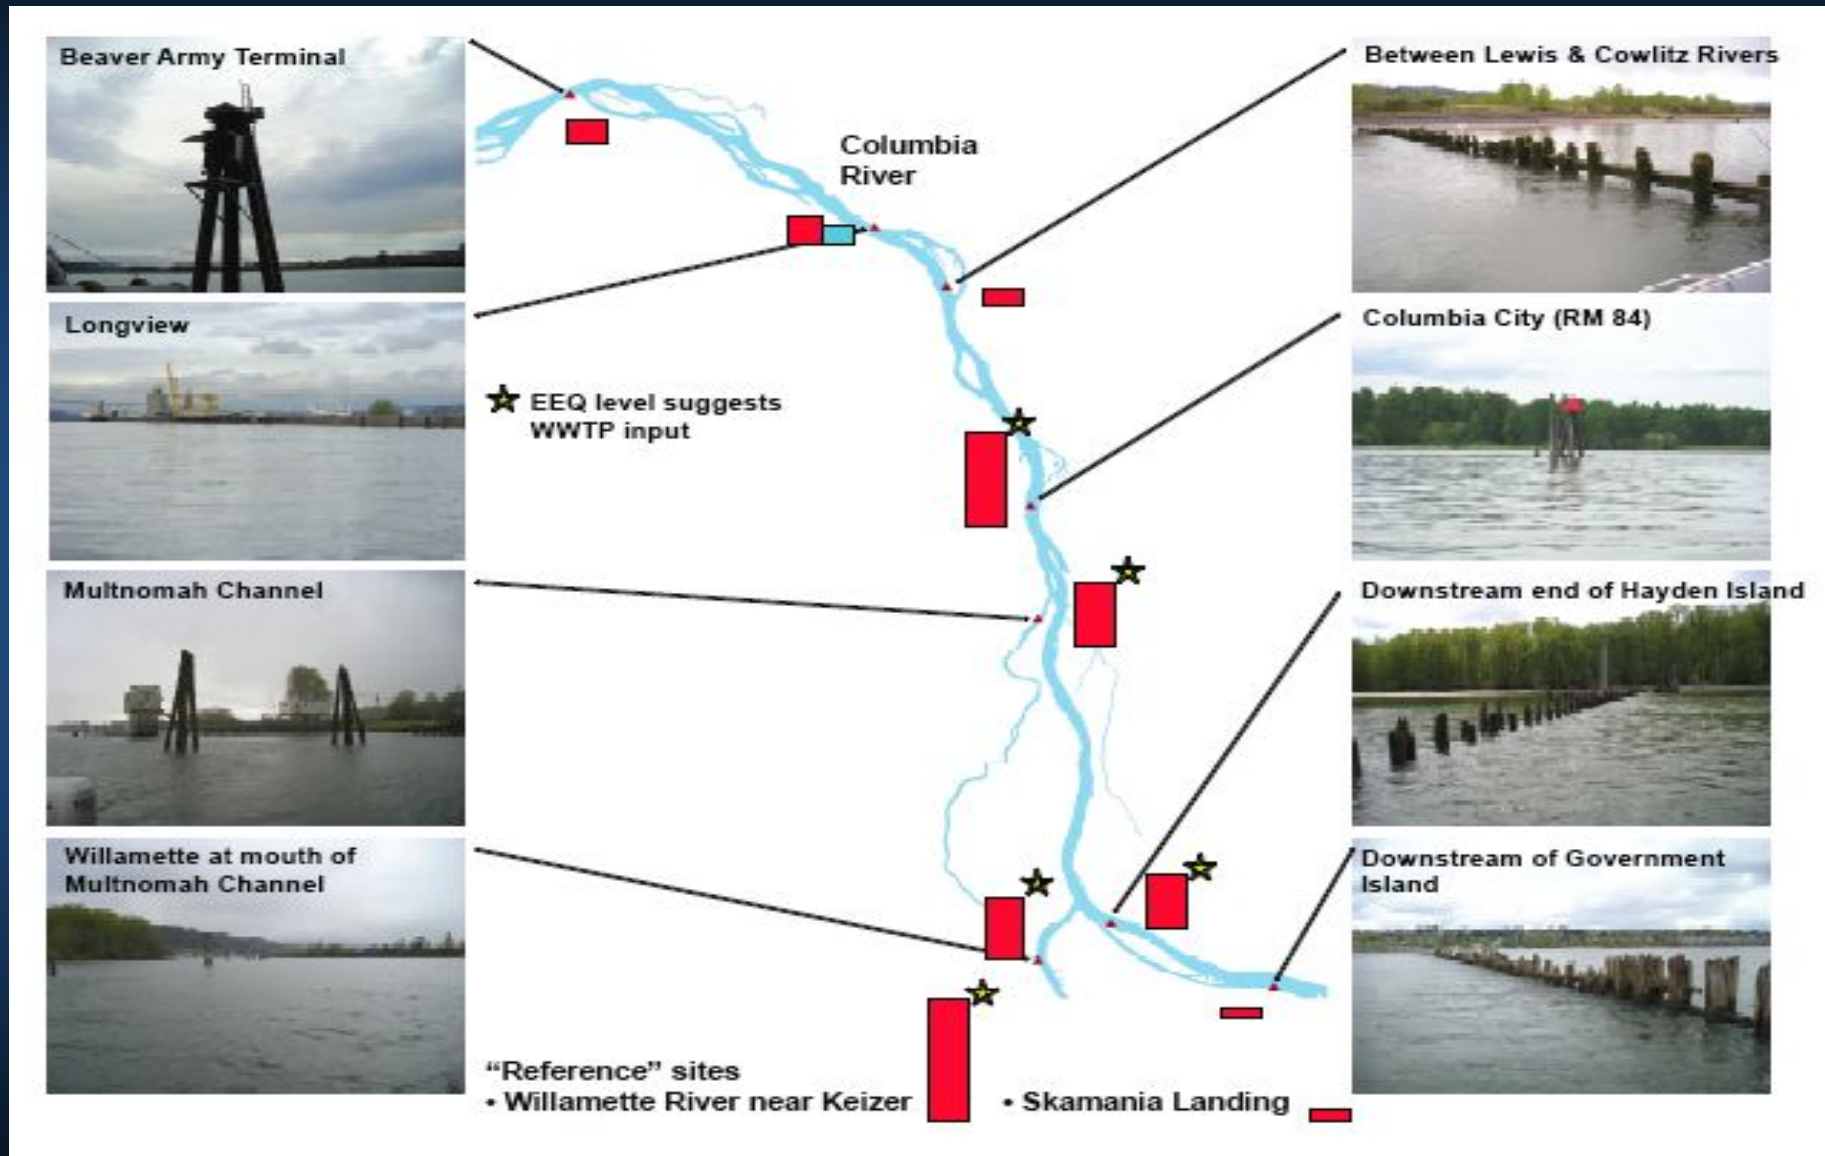 Beaver Army Terminal
Between Lewis & Cowlitz Rivers
Columbia
River
Longview
Columbia City (RM 84)
EEQ level suggests
WWTP input
Multnomah Channel
Downstream end of Hayden Island
Willamette at mouth of
Multnomah Channel
Downstream of Government
Island
“Reference” sites
• Willamette River near Keizer
• Skamania Landing